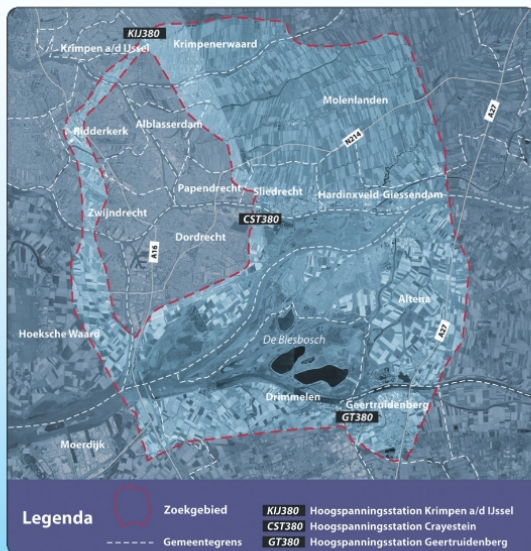 KIJ380
Krimpen a/d IJssel
Krimpenerwaard
Molenlanden
A27
Ridderkerk
Alblasserdam
N214
Papendrecht
Sliedrecht
Hardinxveld-Giessendam
Zwijndrecht
CST380
Dordrecht
A16
Altena
Hoeksche Waard
A27
De Biesbosch
Drimmelen
Geertruidenberg
GT380
Moerdijk
Legenda
Zoekgebied
Gemeentegrens
KIJ380 Hoogspanningsstation Krimpen a/d IJssel
CST380 Hoogspanningsstation Crayestein
GT380 Hoogspanningsstation Geertruidenberg